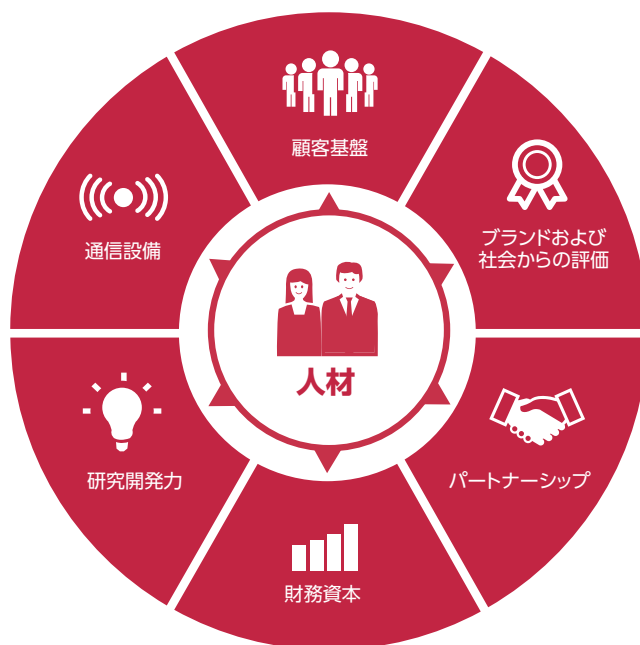 顧客基盤
ブランドおよび
社会からの評価
パートナーシップ
財務資本
研究開発力
通信設備
人材